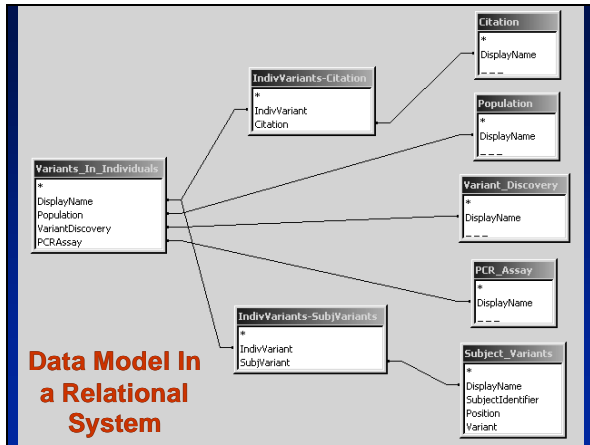 Citation
*
DisplayName
_ _ _
IndivVariants-Citation
*
IndivVariant
Citation
Population
*
DisplayName
_ _ _
Variants_In_Individuals
*
DisplayName
Population
VariantDiscovery
PCRAssay
Variant_Discovery
*
DisplayName
_ _ _
PCR_Assay
*
DisplayName
_ _ _
IndivVariants-SubjVariants
*
IndivVariant
SubjVariant
Subject_Variants
*
DisplayName
SubjectIdentifier
Position
Variant
Data Model In
a Relational
System